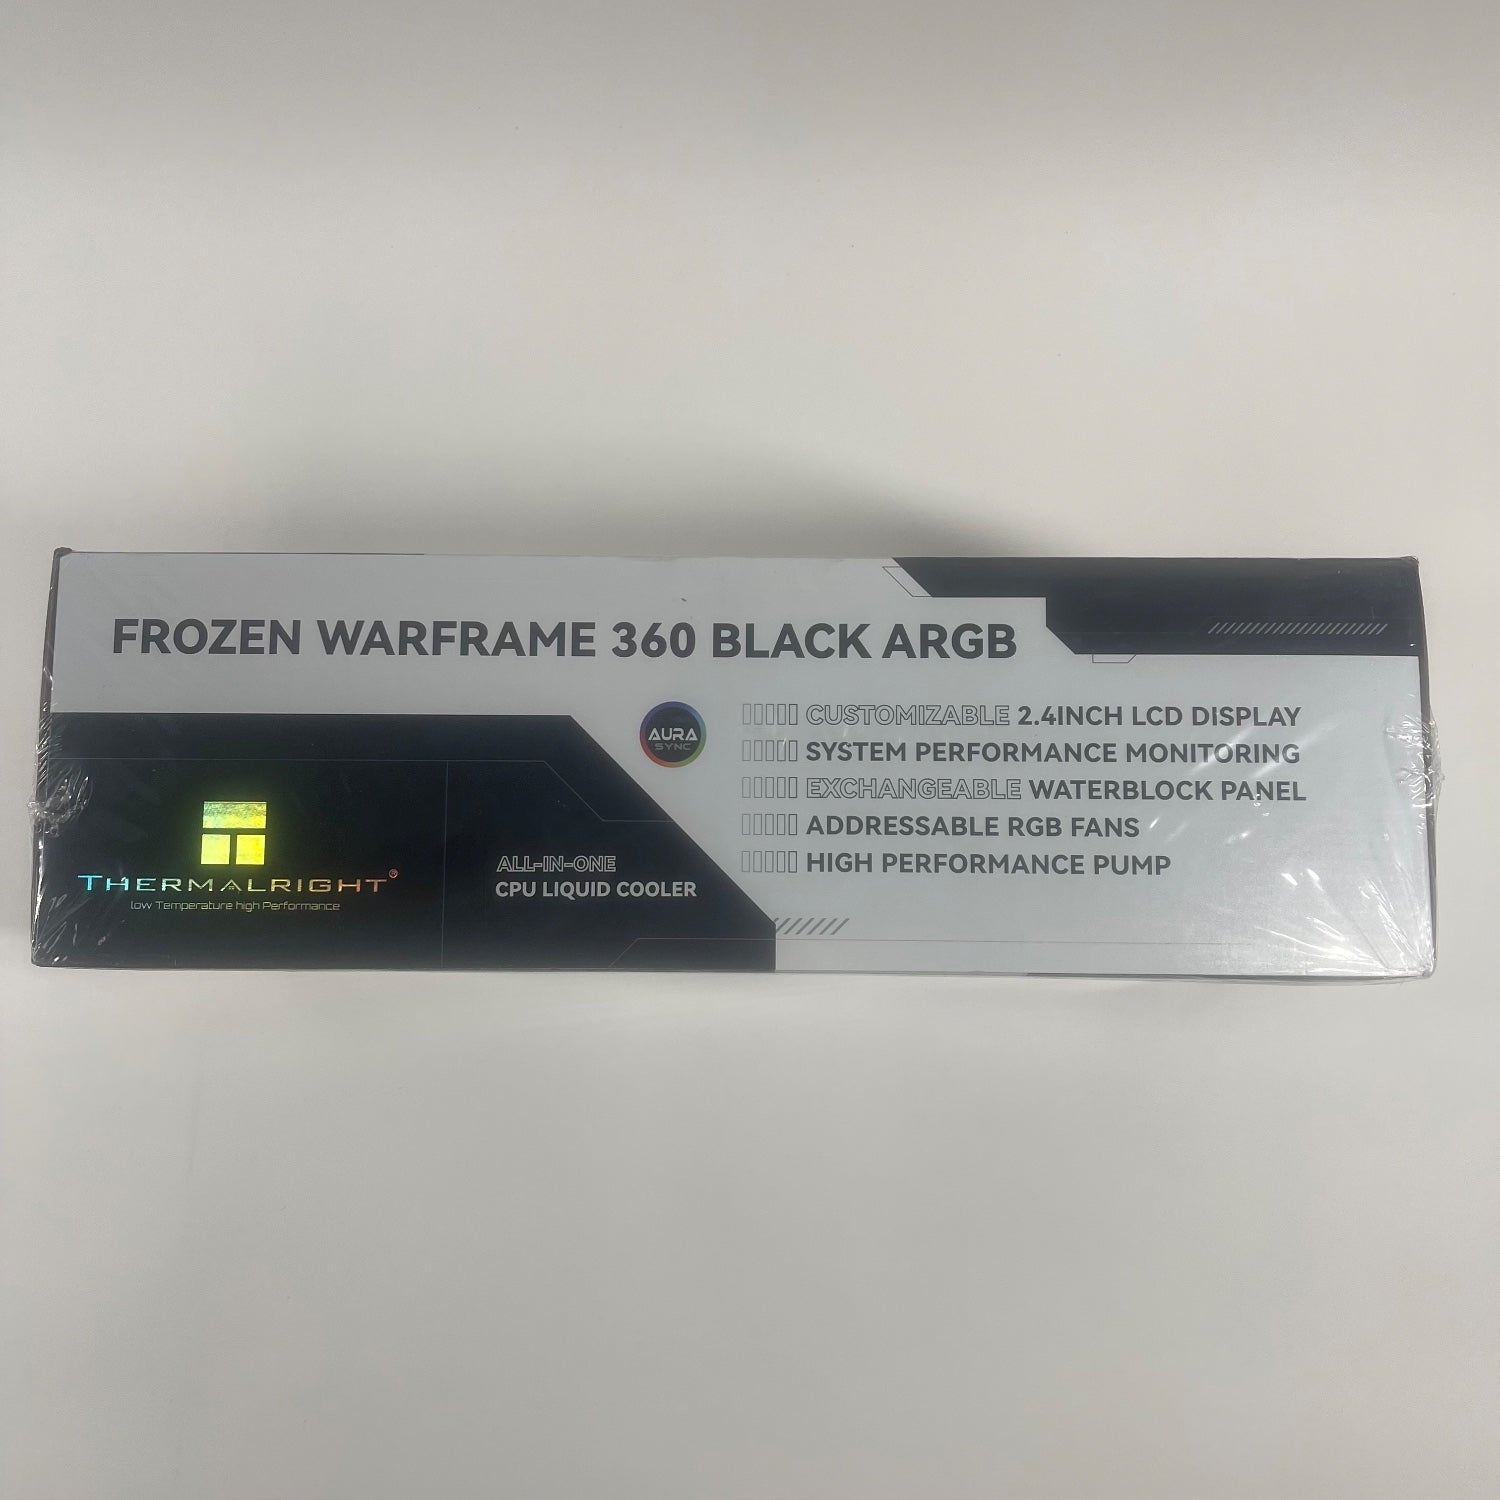 FROZEN WARFRAME 360 BLACK ARGB
AURA
SYNC
CUSTOMIZABLE 2.4INCH LCD DISPLAY
SYSTEM PERFORMANCE MONITORING
EXCHANGEABLE WATERBLOCK PANEL
ADDRESSABLE RGB FANS
HIGH PERFORMANCE PUMP
THERMALRIGHT®
low Temperature high Performance
ALL-IN-ONE
CPU LIQUID COOLER